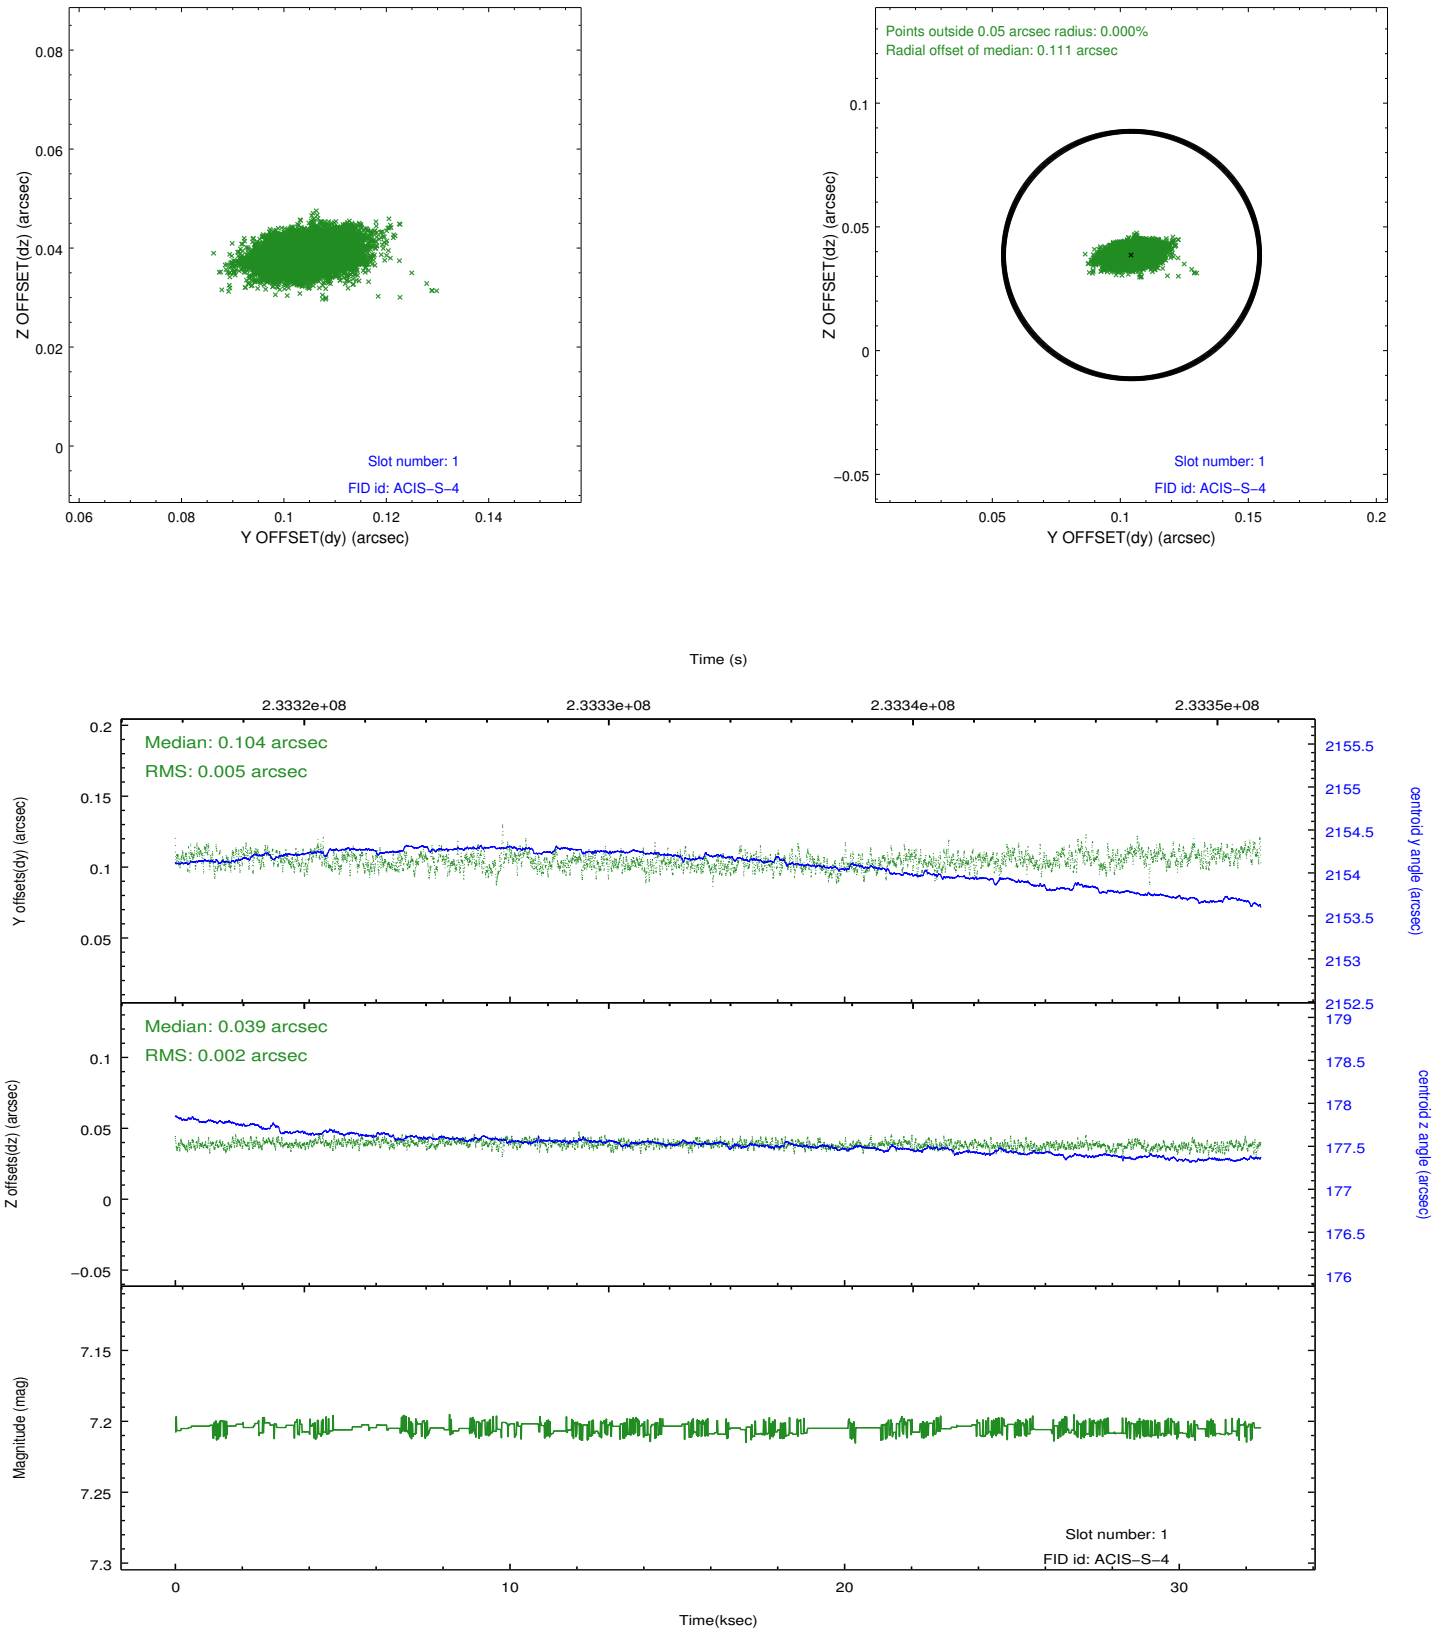 0.08
0.06
0.04
0.02
0
Z OFFSET(dz) (arcsec)
Slot number: 1
FID id: ACIS−S−4
0.06 0.08 0.1 0.12 0.14
Y OFFSET(dy) (arcsec)
Points outside 0.05 arcsec radius: 0.000%
Radial offset of median: 0.111 arcsec
0.1
0.05
0
−0.05
Z OFFSET(dz) (arcsec)
Slot number: 1
FID id: ACIS−S−4
0.05 0.1 0.15 0.2
Y OFFSET(dy) (arcsec)
Time (s)
2.3332e+08 2.3333e+08 2.3334e+08 2.3335e+08
0.2
0.15
0.1
0.05
Y offsets(dy) (arcsec)
Median: 0.104 arcsec
RMS: 0.005 arcsec
2155.5
2155
2154.5
2154
2153.5
2153
2152.5
centroid y angle (arcsec)
0.1
0.05
0
−0.05
Z offsets(dz) (arcsec)
Median: 0.039 arcsec
RMS: 0.002 arcsec
179
178.5
178
177.5
177
176.5
176
centroid z angle (arcsec)
7.15
7.2
7.25
7.3
Magnitude (mag)
Slot number: 1
FID id: ACIS−S−4
0 10 20 30
Time(ksec)